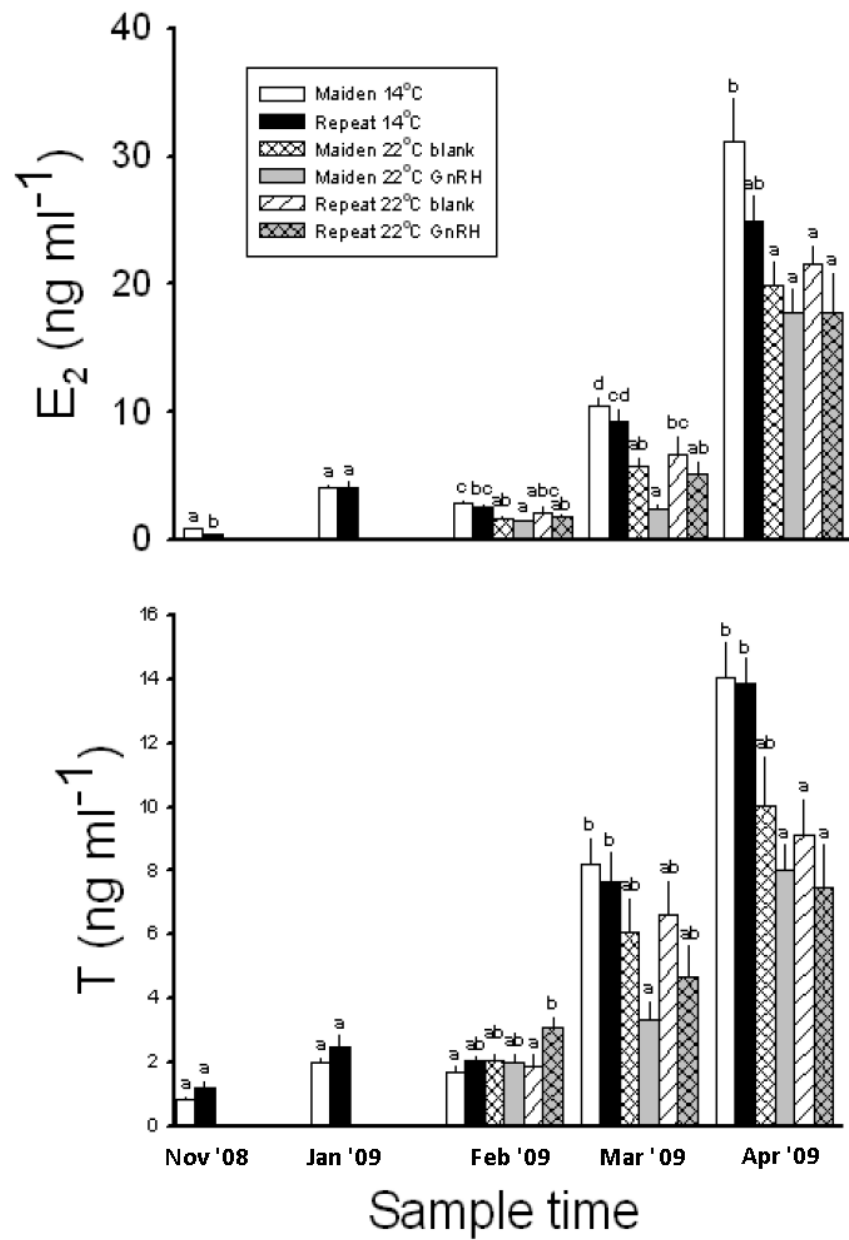 40
30
20
10
0
E₂ (ng ml⁻¹)
Maiden 14°C
Repeat 14°C
Maiden 22°C blank
Maiden 22°C GnRH
Repeat 22°C blank
Repeat 22°C GnRH
a b
a a
c bc ab a abc ab
d cd ab a bc ab
b ab a a a a
16
14
12
10
8
6
4
2
0
T (ng ml⁻¹)
a a
a a
a ab ab ab a b
b b ab a ab ab
b b ab a a a
Nov '08 Jan '09 Feb '09 Mar '09 Apr '09
Sample time